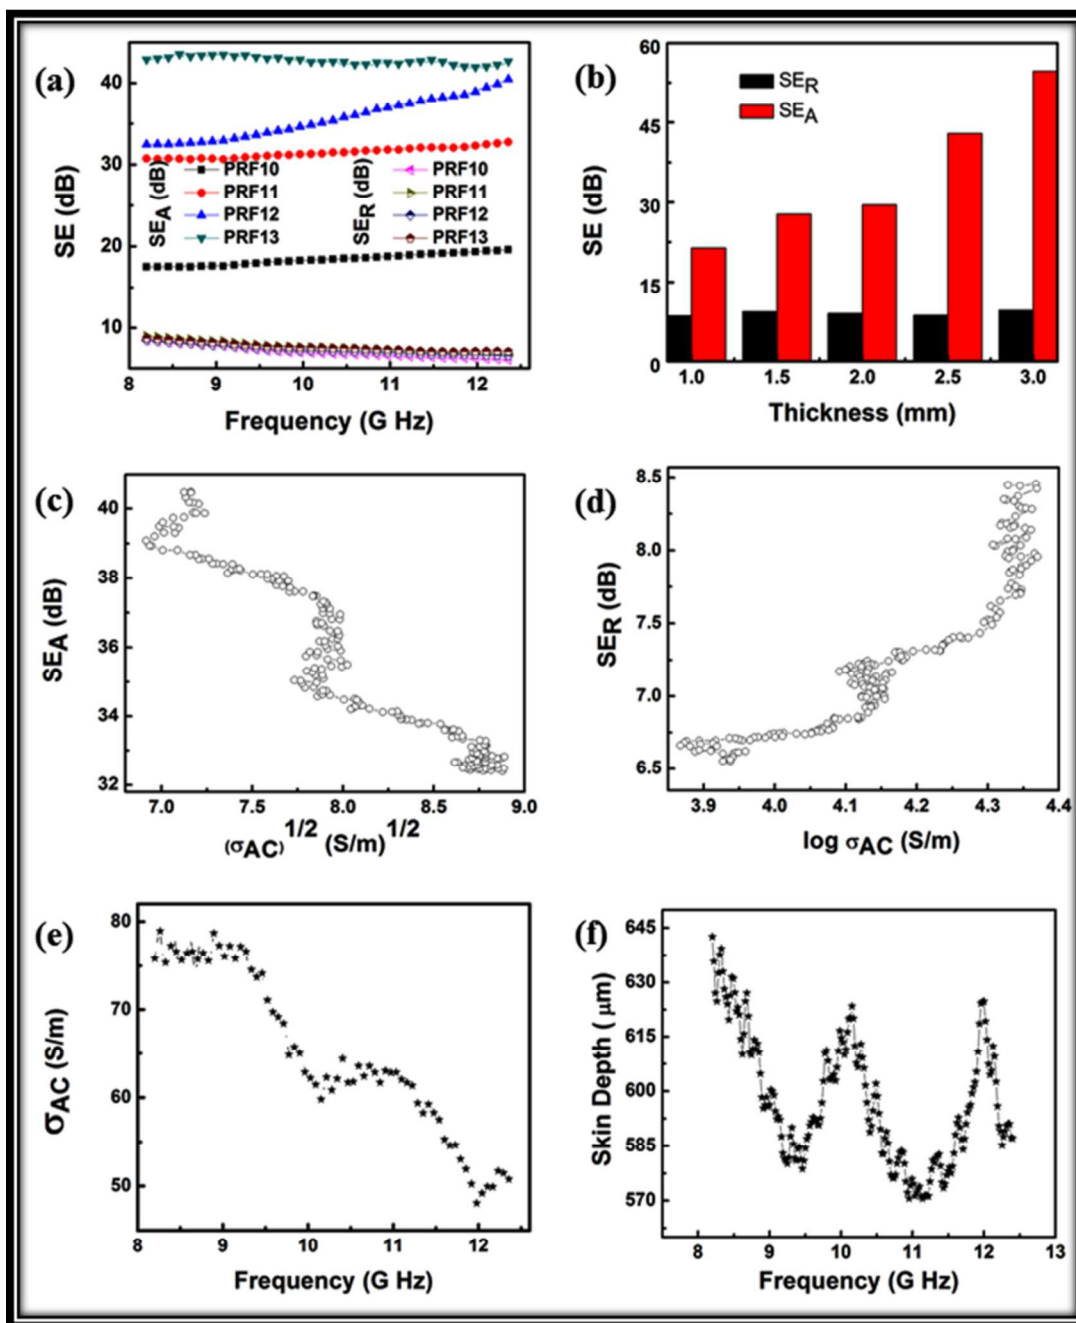 (a)
SE (dB)
40
30
20
10
SEA (dB)
PRF10
PRF11
PRF12
PRF13
SER (dB)
PRF10
PRF11
PRF12
PRF13
8 9 10 11 12
Frequency (G Hz)
(b)
SE (dB)
60
45
30
15
0
SER
SEA
1.0 1.5 2.0 2.5 3.0
Thickness (mm)
(c)
SEA (dB)
40
38
36
34
32
7.0 7.5 8.0 8.5 9.0
(σAC)1/2 (S/m)1/2
(d)
SER (dB)
8.5
8.0
7.5
7.0
6.5
3.9 4.0 4.1 4.2 4.3 4.4
log σAC (S/m)
(e)
σAC (S/m)
80
70
60
50
8 9 10 11 12
Frequency (G Hz)
(f)
Skin Depth ( μm)
645
630
615
600
585
570
8 9 10 11 12 13
Frequency (G Hz)